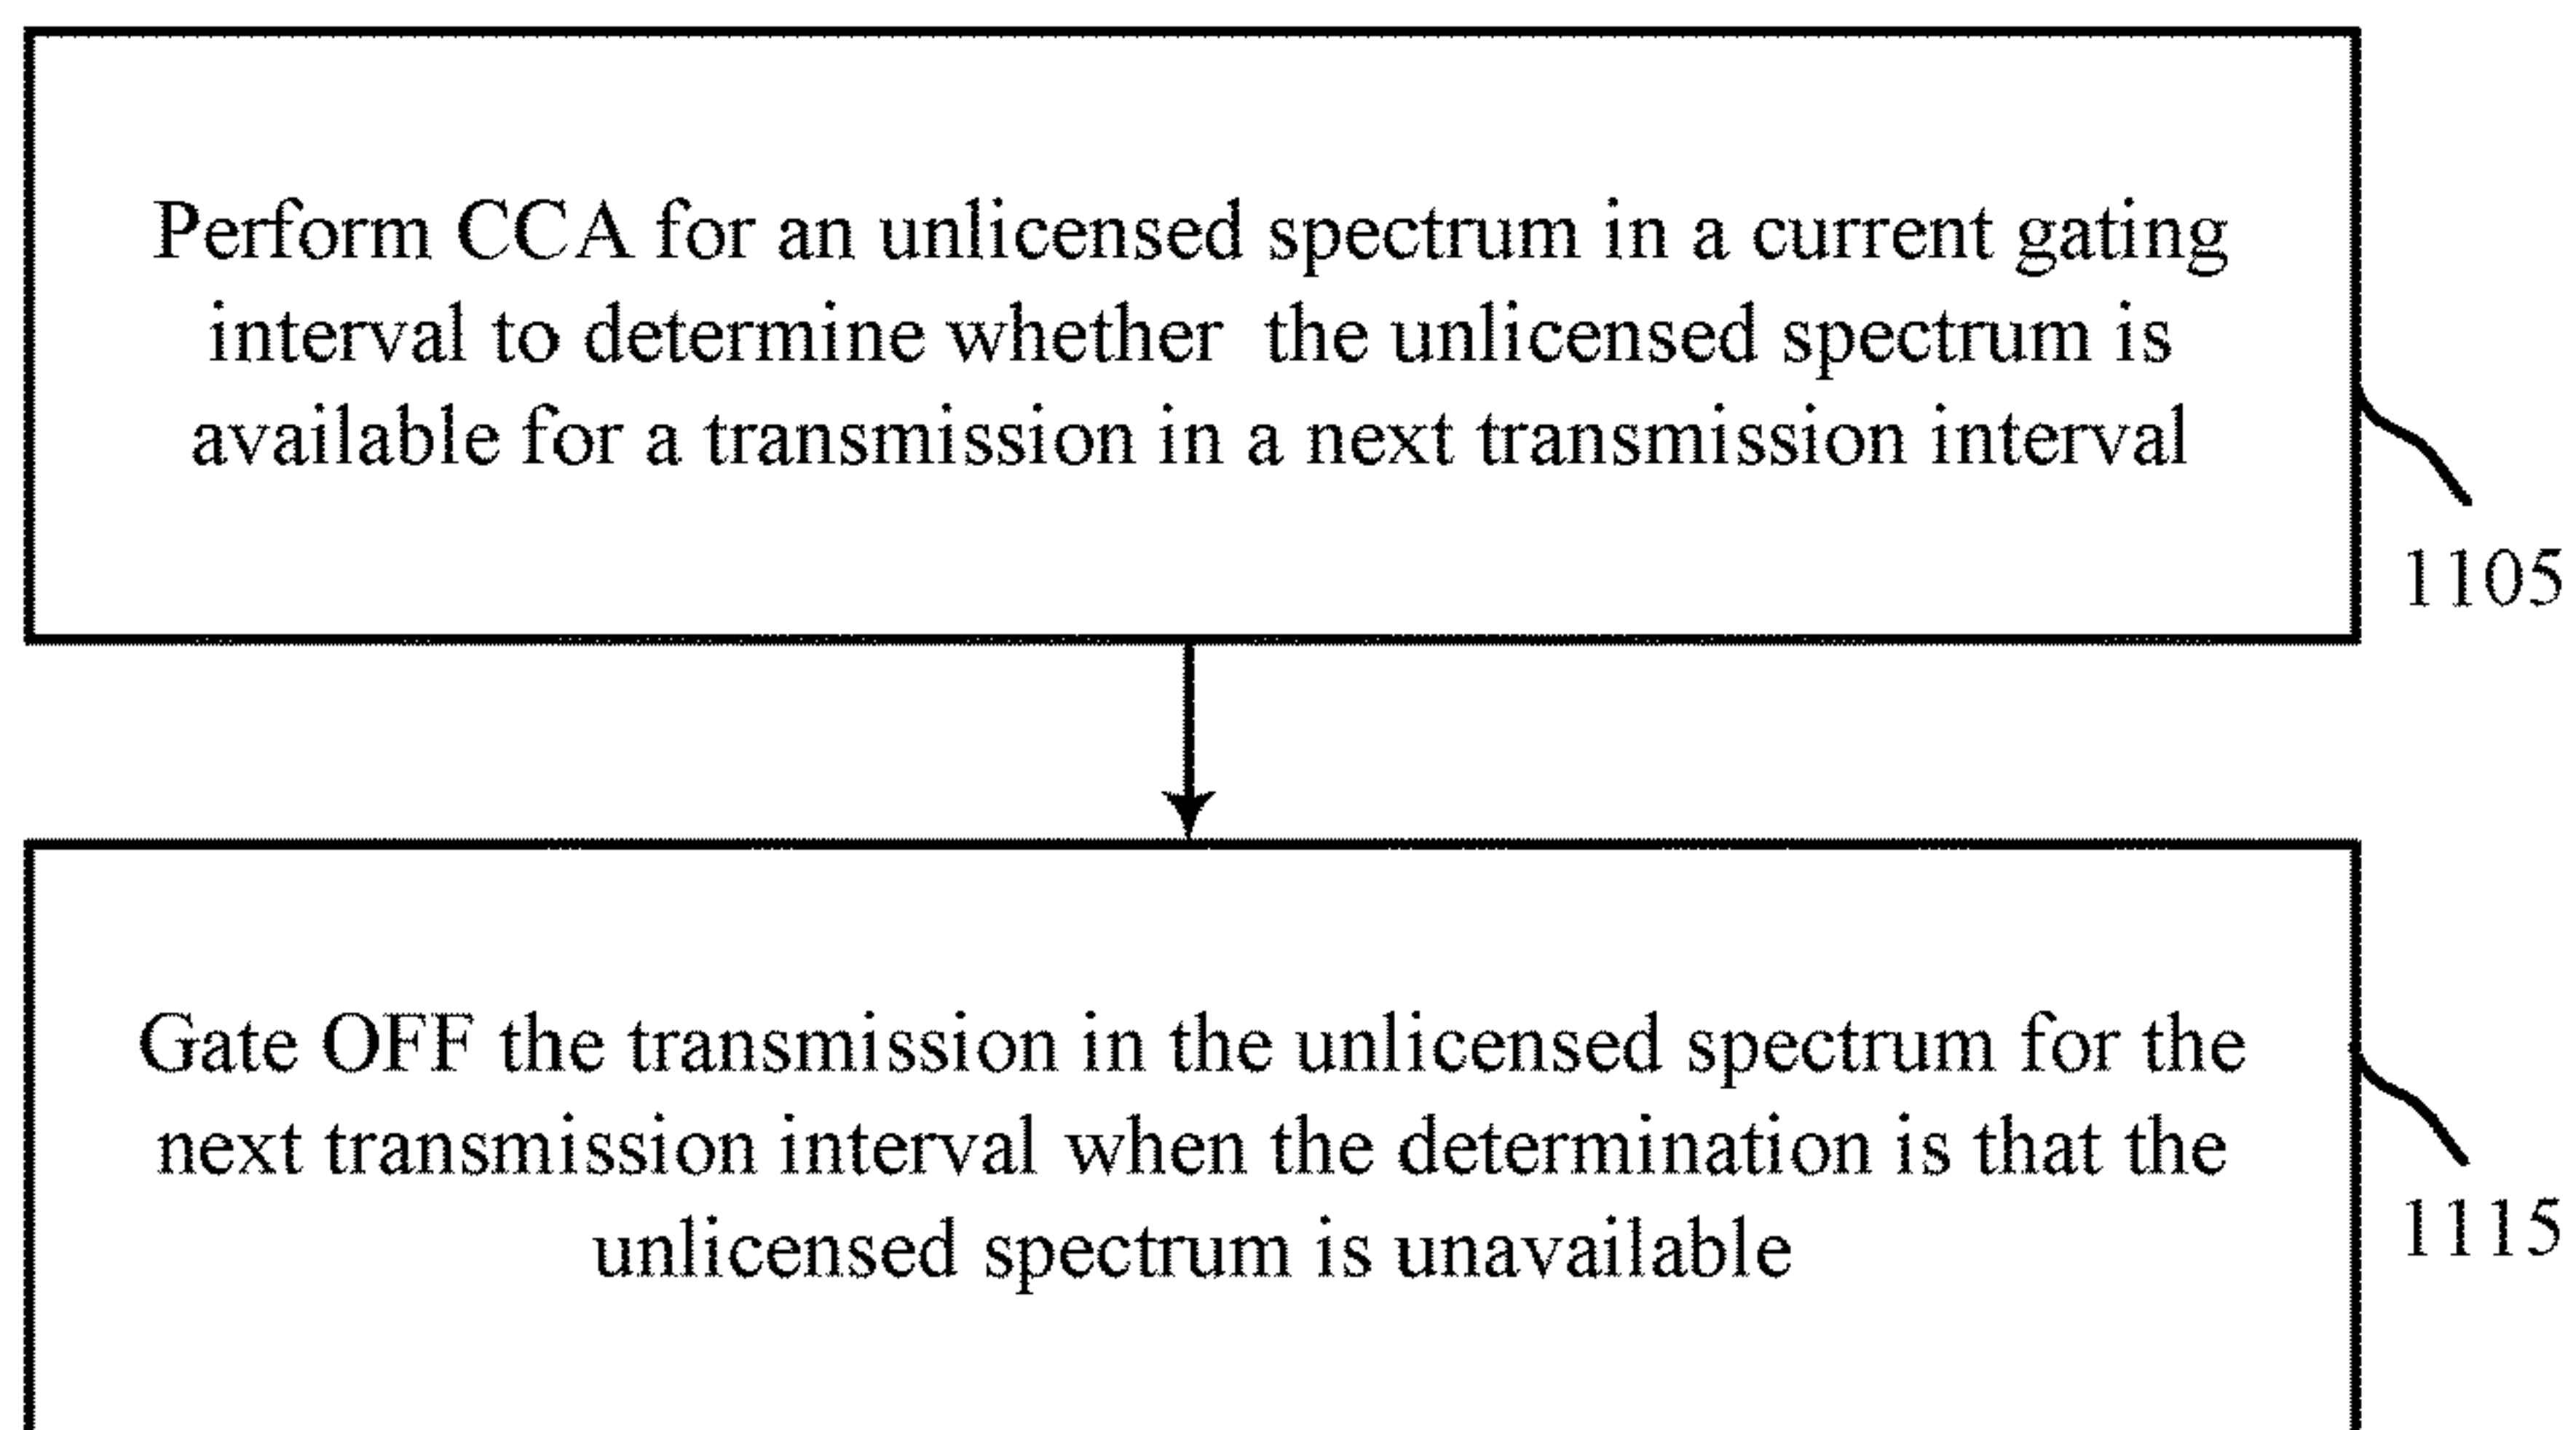 Perform CCA for an unlicensed spectrum in a current gating
interval to determine whether the unlicensed spectrum is
available for a transmission in a next transmission interval
1105
Gate OFF the transmission in the unlicensed spectrum for the
next transmission interval when the determination is that the
unlicensed spectrum is unavailable
1115